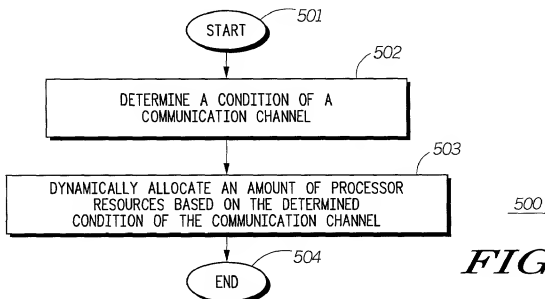 501
START
502
DETERMINE A CONDITION OF A
COMMUNICATION CHANNEL
503
DYNAMICALLY ALLOCATE AN AMOUNT OF PROCESSOR
RESOURCES BASED ON THE DETERMINED
CONDITION OF THE COMMUNICATION CHANNEL
500
504
END
FIG